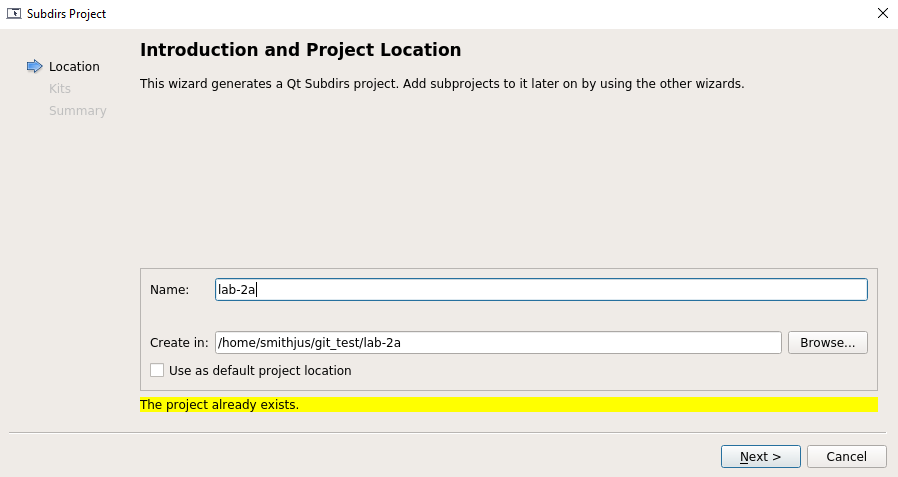 Subdirs Project
Introduction and Project Location
Location
This wizard generates a Qt Subdirs project. Add subprojects to it later on by using the other wizards.
Kits
Summary
Name: lab-2a
Create in: /home/smithjus/git_test/lab-2a Browse...
Use as default project location
The project already exists.
Next > Cancel